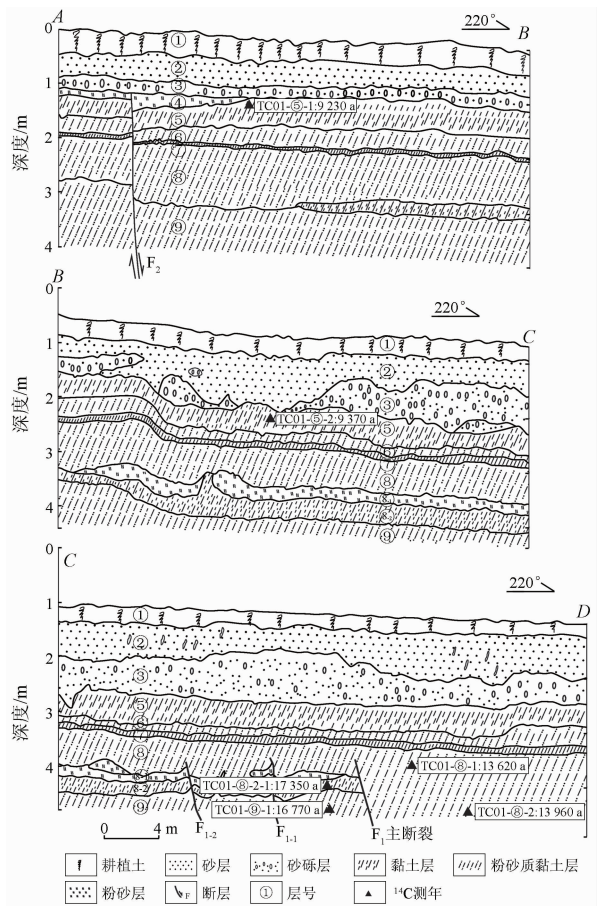 A
B
220°
0
①
②
③
④
TC01-⑤-1:9 230 a
⑤
⑥
⑦
⑧
⑨
1
2
3
4
深度/m
F2
B
C
220°
0
①
②
③
TC01-⑤-2:9 370 a
⑤
⑧
⑨
1
2
3
4
深度/m
C
D
220°
0
①
②
③
⑤
⑧
TC01-⑧-1:13 620 a
TC01-⑧-2-1:17 350 a
8-2
TC01-⑨-1:16 770 a
TC01-⑧-2:13 960 a
⑨
1
2
3
4
深度/m
0 4 m
F1-2
F1-1
F1主断裂
耕植土 砂层 砂砾层 黏土层 粉砂质黏土层
粉砂层 F 断层 ① 层号 ▲ ¹⁴C测年